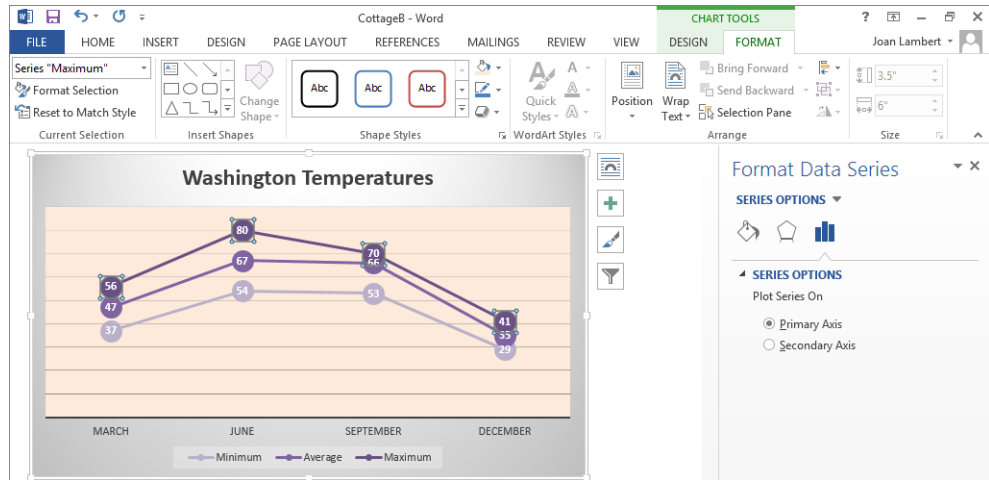 CottageB - Word
CHART TOOLS
?
FILE HOME INSERT DESIGN PAGE LAYOUT REFERENCES MAILINGS REVIEW VIEW DESIGN FORMAT Joan Lambert
Series "Maximum"
Format Selection
Reset to Match Style
Current Selection
Change
Shape
Insert Shapes
Abc Abc Abc
Shape Styles
A A
A
Quick
Styles
WordArt Styles
Position
Wrap
Text
Bring Forward
Send Backward
Selection Pane
Arrange
3.5"
6"
Size
Washington Temperatures
80
67
70
66
56
54
53
47
41
37
35
29
MARCH JUNE SEPTEMBER DECEMBER
Minimum Average Maximum
Format Data Series
SERIES OPTIONS
SERIES OPTIONS
Plot Series On
Primary Axis
Secondary Axis